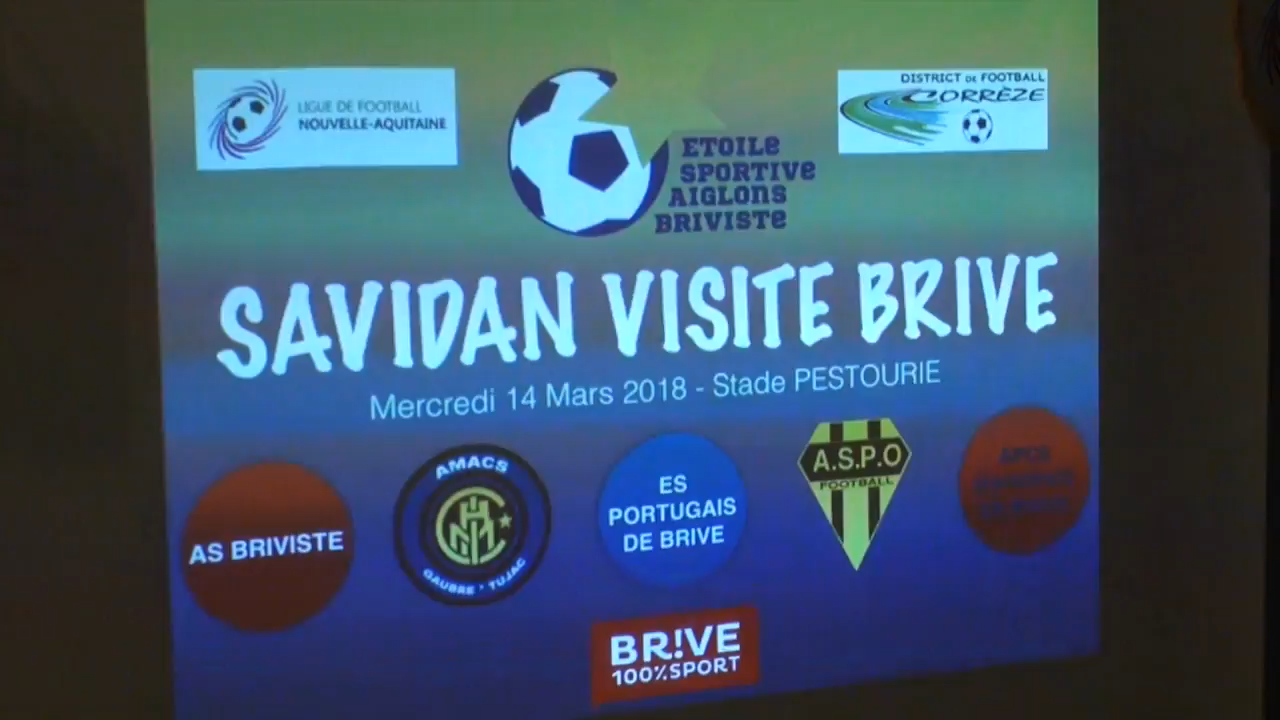 LIGUE DE FOOTBALL
NOUVELLE-AQUITAINE
ETOILE
SPORTIVE
AIGLONS
BRIVISTE
DISTRICT DE FOOTBALL
CORRÈZE
SAVIDAN VISITE BRIVE
Mercredi 14 Mars 2018 - Stade PESTOURIE
AS BRIVISTE
AMACS
GAUBRE * TUJAC
ES
PORTUGAIS
DE BRIVE
A.S.P.O
FOOTBALL
BR!VE
100%SPORT